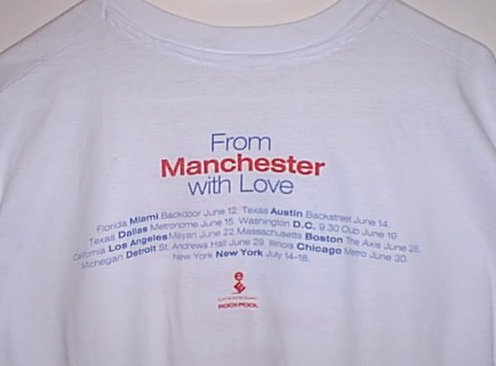 From
Manchester
with Love
Florida Miami Backdoor June 12. Texas Austin Backstreet June 14.
Texas Dallas Metronome June 15. Washington D.C. 9.30 Club June 19.
California Los Angeles Mayan June 22. Massachusetts Boston The Axis June 28.
Michegan Detroit St. Andrews Hall June 29. Illinois Chicago Metro June 30.
New York New York July 14-18.
ROCKPOOL